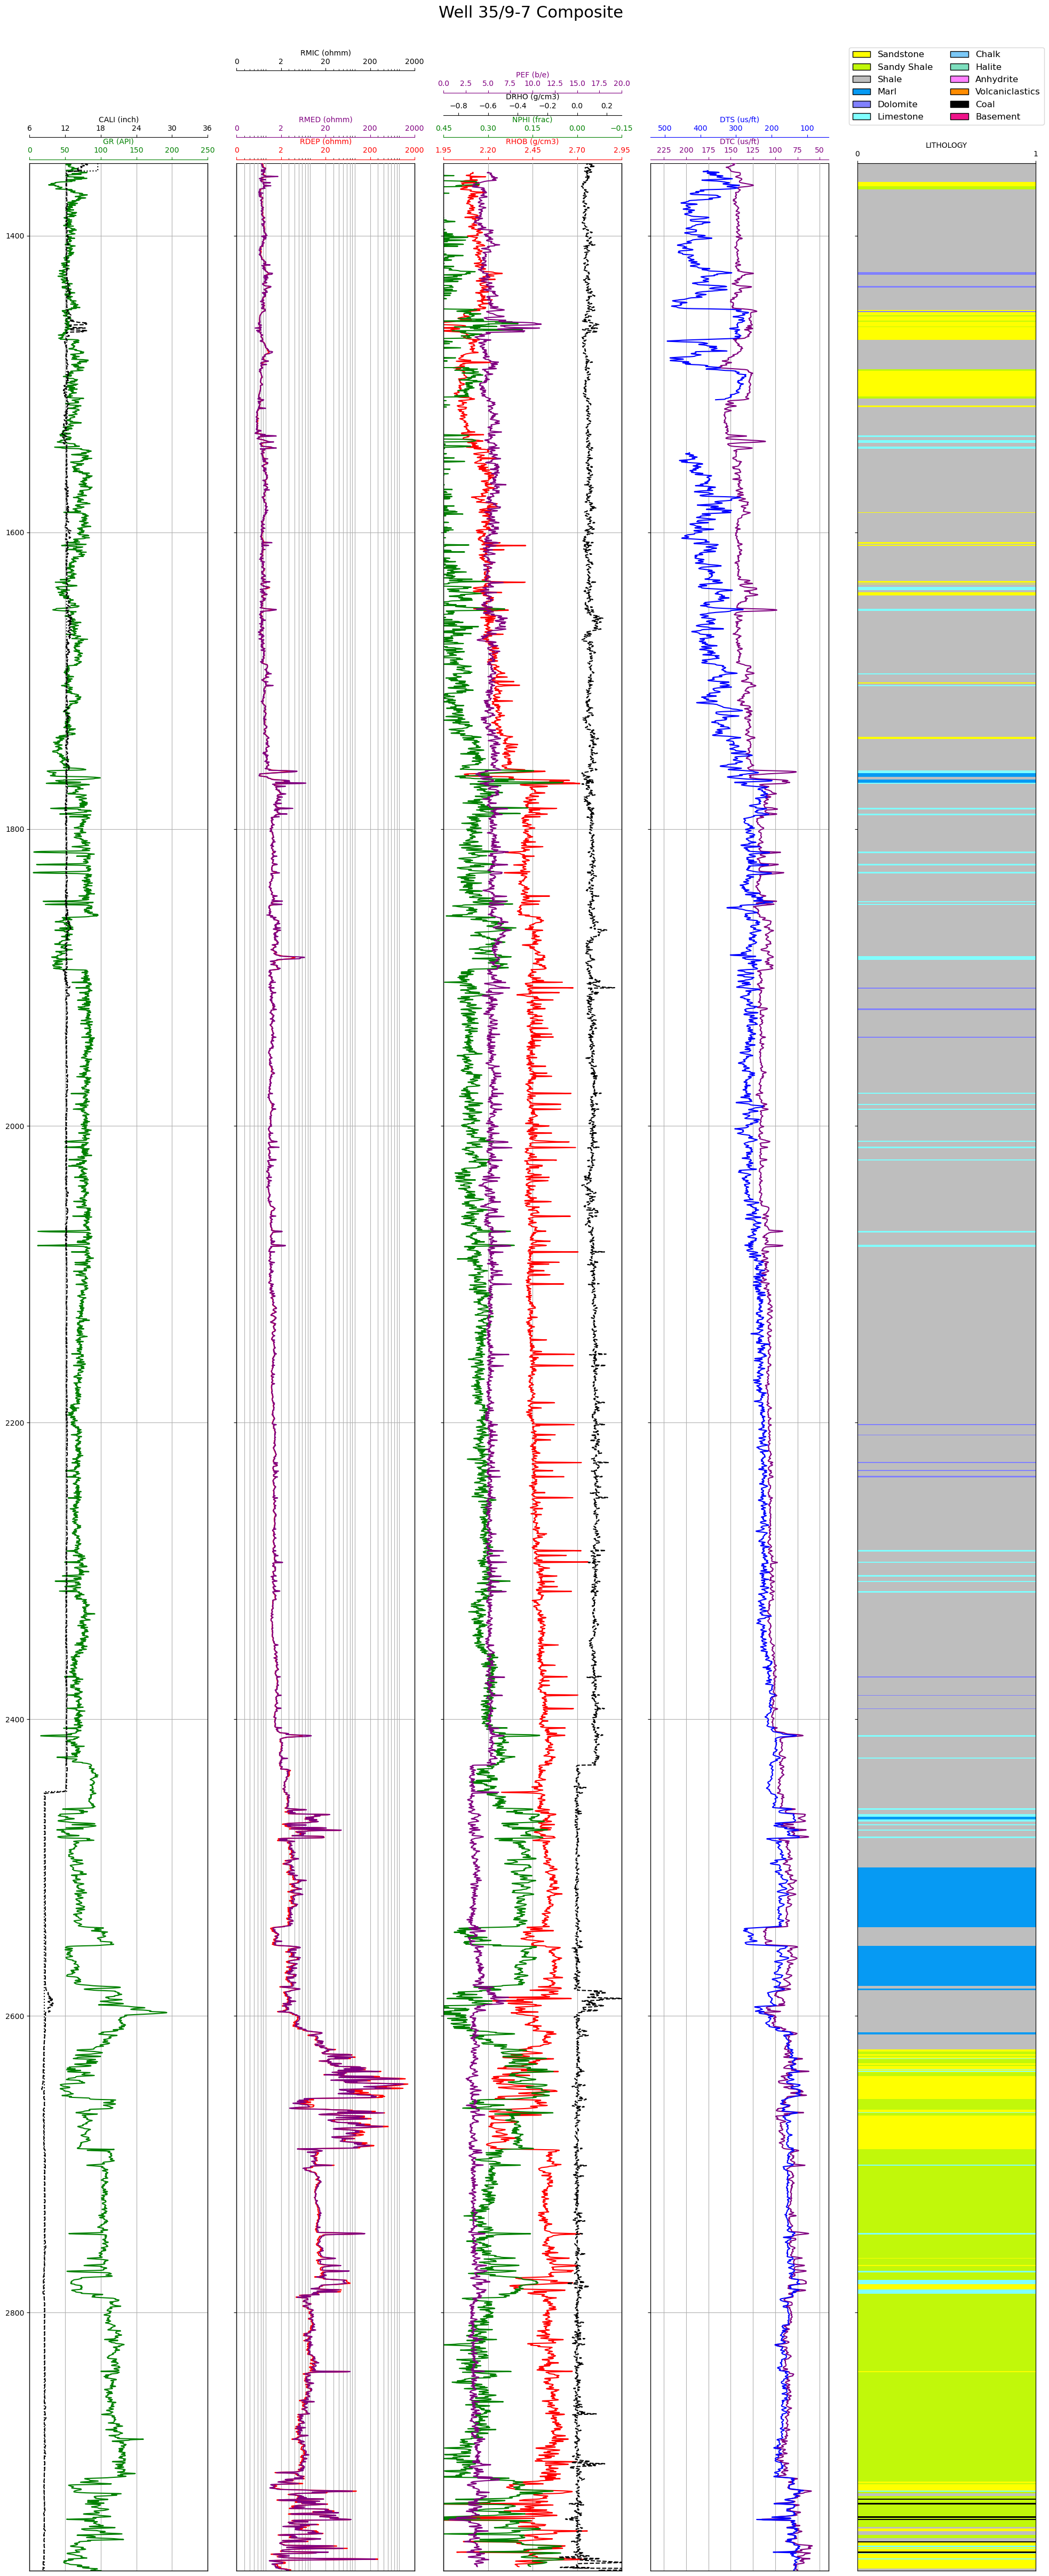 Well 35/9-7 Composite
RMIC (ohmm)
0 2 20 200 2000
PEF (b/e)
0.0 2.5 5.0 7.5 10.0 12.5 15.0 17.5 20.0
DRHO (g/cm3)
−0.8 −0.6 −0.4 −0.2 0.0 0.2
Sandstone Chalk
Sandy Shale Halite
Shale Anhydrite
Marl Volcaniclastics
Dolomite Coal
Limestone Basement
CALI (inch) RMED (ohmm) NPHI (frac) DTS (us/ft)
6 12 18 24 30 36 0 2 20 200 2000 0.45 0.30 0.15 0.00 −0.15 500 400 300 200 100
GR (API) RDEP (ohmm) RHOB (g/cm3) DTC (us/ft) LITHOLOGY
0 50 100 150 200 250 0 2 20 200 2000 1.95 2.20 2.45 2.70 2.95 225 200 175 150 125 100 75 50 0 1
1400
1600
1800
2000
2200
2400
2600
2800